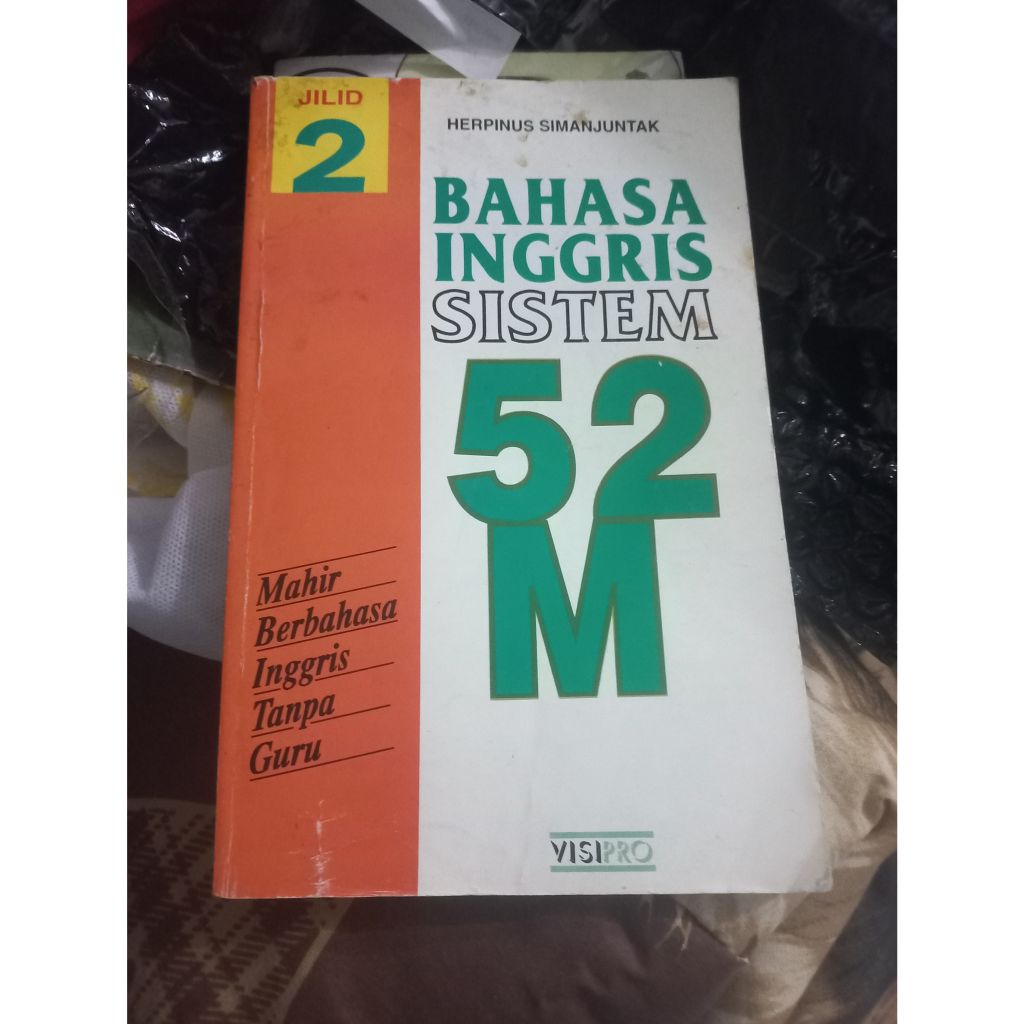 JILID
2
HERPINUS SIMANJUNTAK
BAHASA
INGGRIS
SISTEM
52
M
Mahir
Berbahasa
Inggris
Tanpa
Guru
VISIPRO